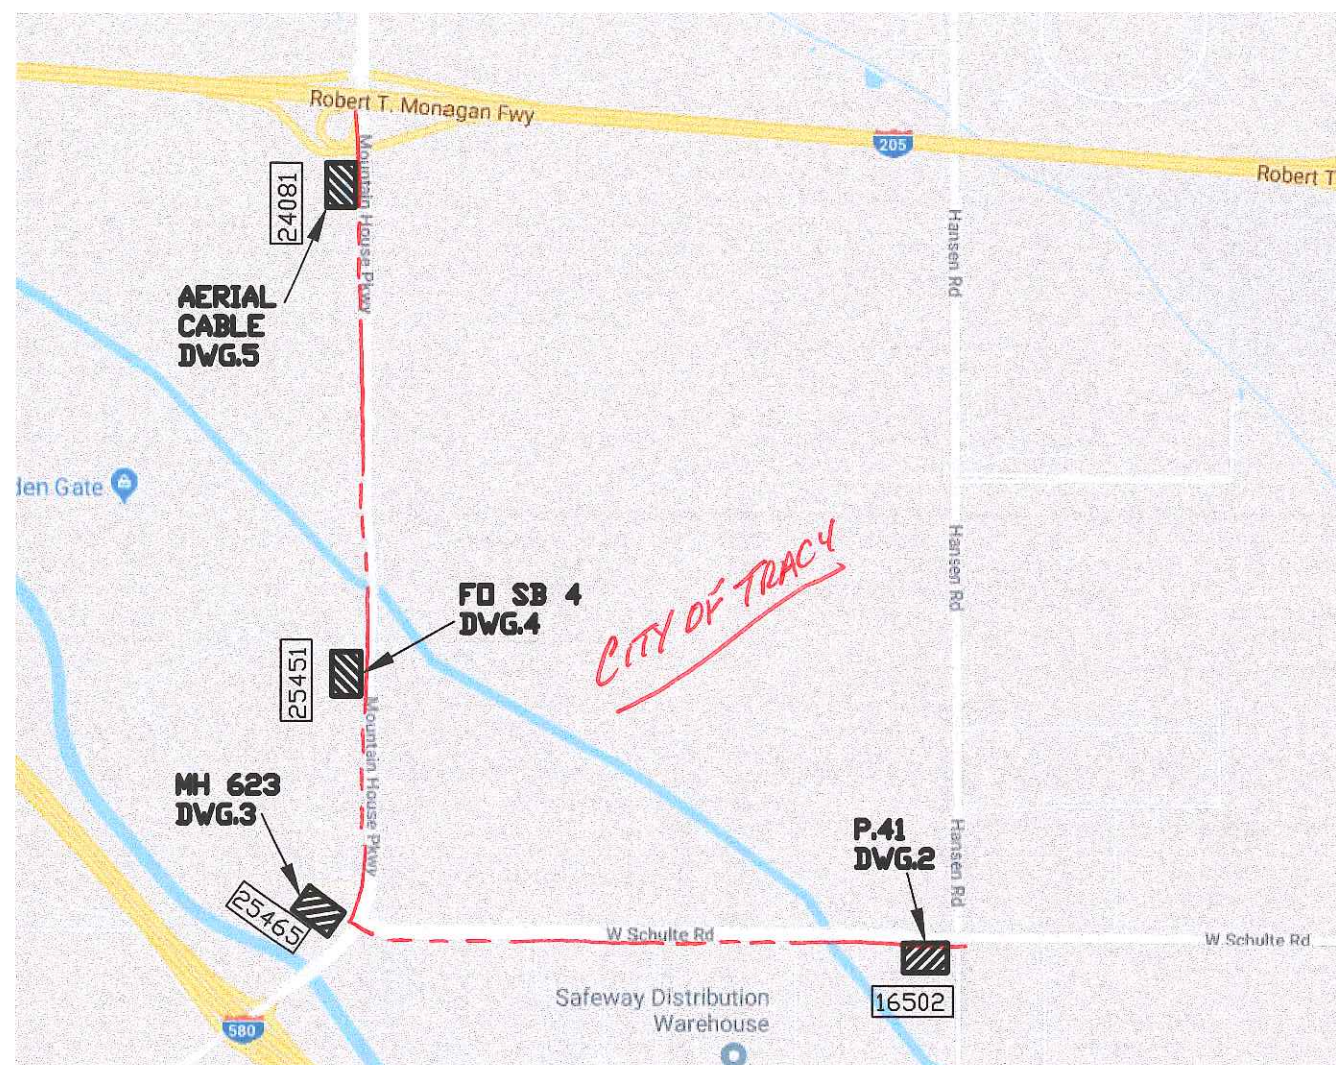 Robert T. Monagan Fwy
205
Robert T
24081
Mountain House Pkwy
Hansen Rd
AERIAL
CABLE
DWG.5
den Gate
CITY OF TRACY
Hansen Rd
FO SB 4
DWG.4
25451
Mountain House Pkwy
MH 623
DWG.3
25465
P.41
DWG.2
Hansen Rd
W Schulte Rd
W Schulte Rd
16502
Safeway Distribution
Warehouse
580